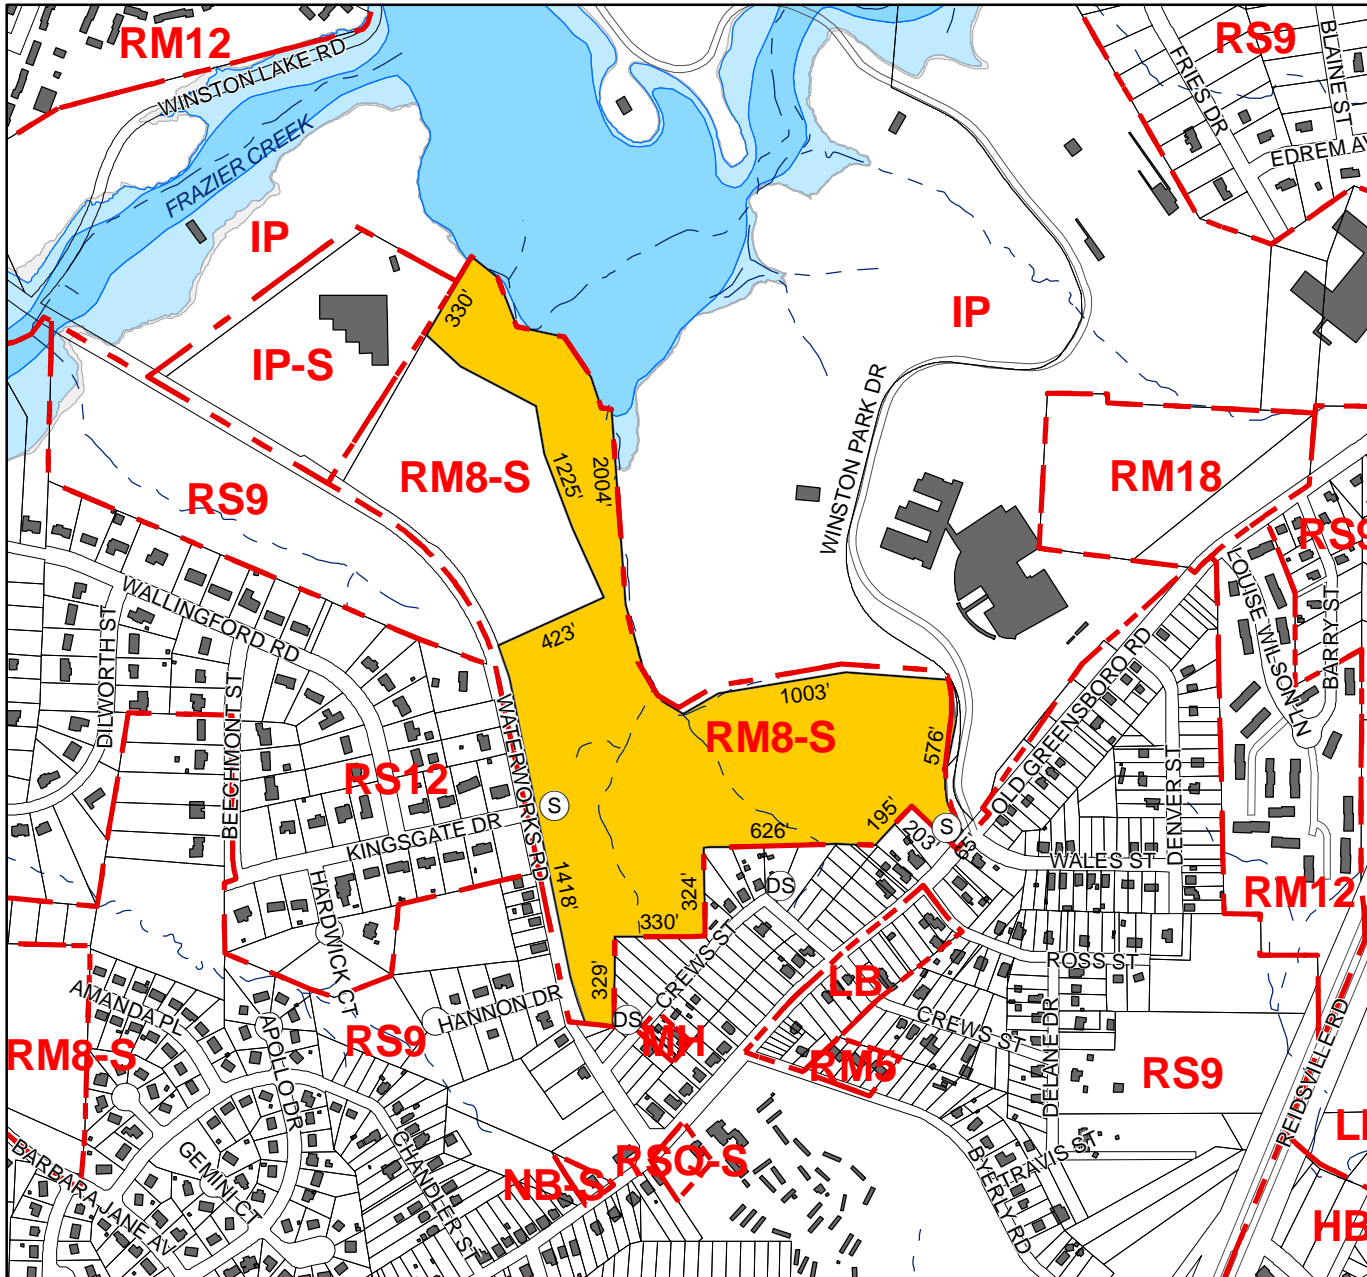 RM12
WINSTON LAKE RD
RS9
FRIES DR
BLAINE ST
EDREM AV
FRAZIER CREEK
IP
330'
IP-S
IP
WINSTON PARK DR
RM8-S
1225'
2004'
RM18
RS9
RS9
WALLINGFORD RD
DILWORTH ST
423'
LOUISE WILSON LN
BARRY ST
BEECHMONT ST
WATERWORKS RD
1003'
RM8-S
576'
OLD GREENSBORO RD
DENVER ST
RS12
S
KINGSGATE DR
626'
195'
203'
S
WALES ST
HARDWICK CT
1418'
324'
DS
RM12
330'
CREWS ST
ROSS ST
AMANDA PL
APOLLO DR
HANNON DR
329'
DS
LB
CREWS ST
RM8-S
RS9
MH
RM5
DELANE DR
RS9
REIDSVILLE RD
BARBARA JANE AV
GEMINI CT
CHANDLER ST
NB-S
RSQ-S
BYERLY RD
TRAVIS ST
HB